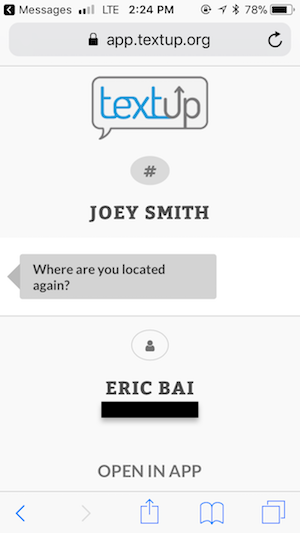 Messages LTE 2:24 PM 78%
app.textup.org
textup
#
JOEY SMITH
Where are you located
again?
ERIC BAI
OPEN IN APP